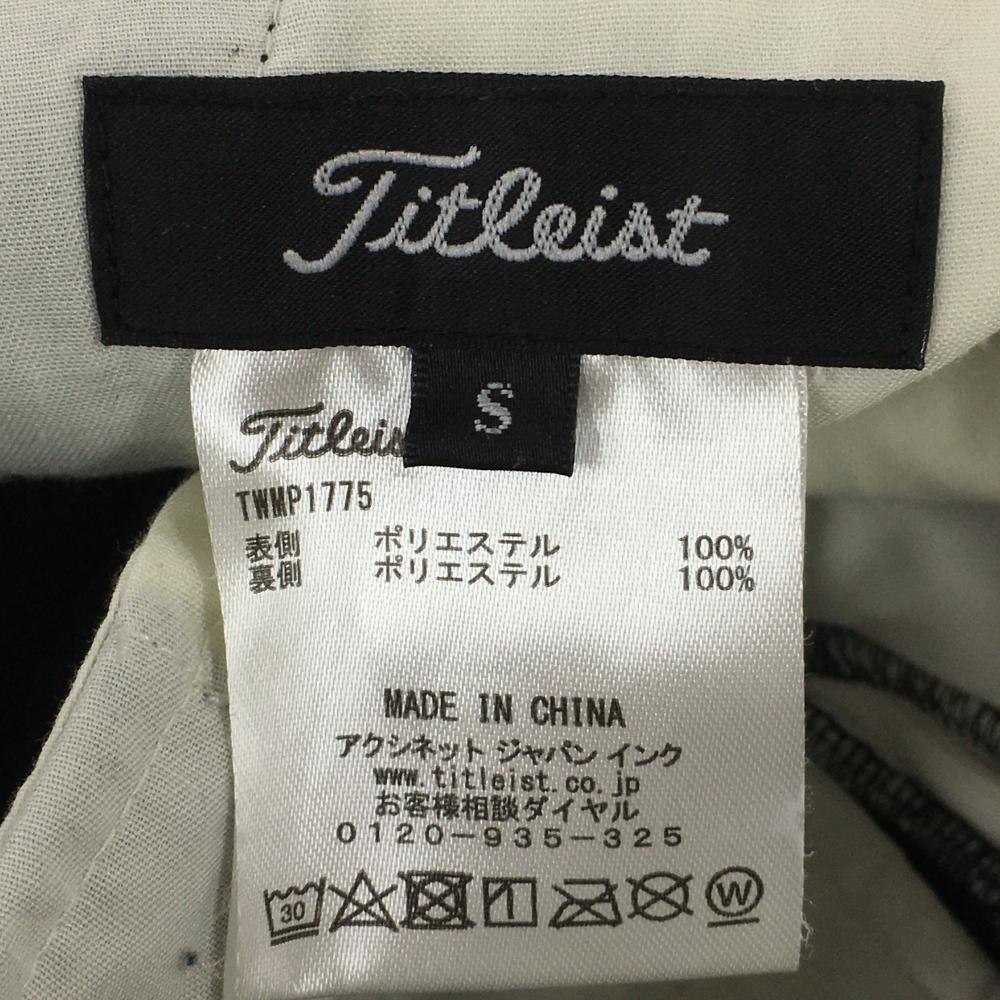 Titleist
S
Titleis
TWMP1775
表側 ポリエステル 100%
裏側 ポリエステル 100%
MADE IN CHINA
アクシネット ジャパン インク
www.titleist.co.jp
お客様相談ダイヤル
0120-935-325
30
W